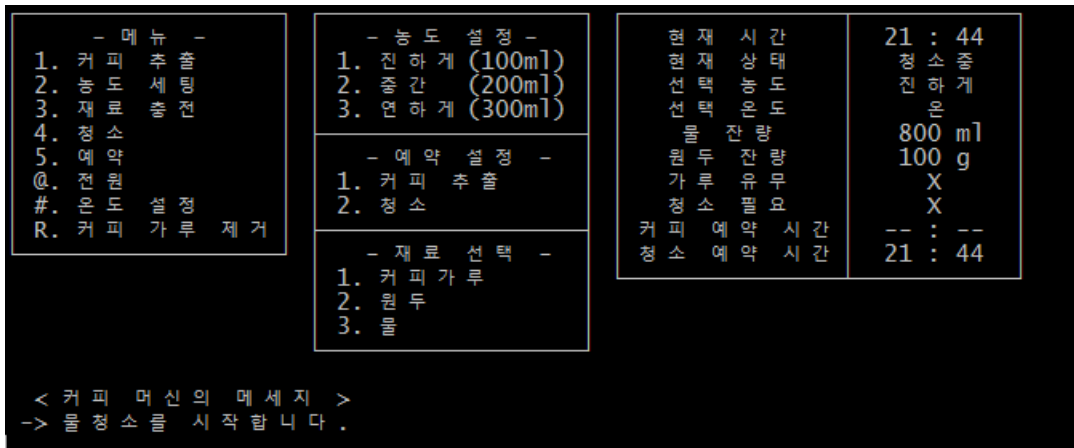 - 메뉴 -
1. 커피 추출
2. 농도 세팅
3. 재료 충전
4. 청소
5. 예약
@. 전원
#. 온도 설정
R. 커피 가루 제거
- 농도 설정-
1. 진하게(100ml)
2. 중간 (200ml)
3. 연하게(300ml)
- 예약 설정 -
1. 커피 추출
2. 청소
- 재료 선택 -
1. 커피가루
2. 원두
3. 물
현재 시간 21 : 44
현재 상태 청소중
선택 농도 진하게
선택 온도 온
물 잔량 800 ml
원두 잔량 100 g
가루 유무 X
청소 필요 X
커피 예약 시간 -- : --
청소 예약 시간 21 : 44
< 커피 머신의 메세지 >
-> 물청소를 시작합니다.